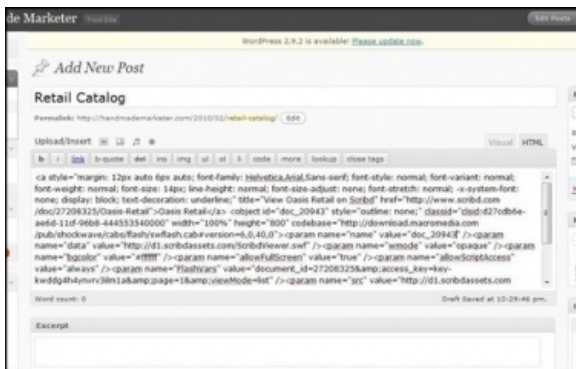 de Marketer Visit Site Edit Posts
WordPress 2.9.2 is available! Please update now.
Add New Post
Retail Catalog
Permalink: http://handmademarketer.com/2010/02/retail-catalog/ Edit
Upload/Insert Visual HTML
b i link b-quote del ins img ul ol li code more lookup close tags
<a style="margin: 12px auto 6px auto; font-family: Helvetica,Arial,Sans-serif; font-style: normal; font-variant: normal;
font-weight: normal; font-size: 14px; line-height: normal; font-size-adjust: none; font-stretch: normal; -x-system-font:
none; display: block; text-decoration: underline;" title="View Oasis Retail on Scribd" href="http://www.scribd.com
/doc/27208325/Oasis-Retail">Oasis Retail</a> <object id="doc_20943" style="outline: none;" classid="clsid:d27cdb6e-
ae6d-11cf-96b8-444553540000" width="100%" height="800" codebase="http://download.macromedia.com
/pub/shockwave/cabs/flash/swflash.cab#version=6,0,40,0"><param name="name" value="doc_20943" /><param
name="data" value="http://d1.scribdassets.com/ScribdViewer.swf" /><param name="wmode" value="opaque" /><param
name="bgcolor" value="#ffffff" /><param name="allowFullScreen" value="true" /><param name="allowScriptAccess"
value="always" /><param name="FlashVars" value="document_id=27208325&amp;access_key=key-
&amp;page=1&amp;viewMode=list" /><param name="src" value="http://d1.scribdassets.com
Word count: 0 Draft Saved at 10:29:46 pm.
Excerpt